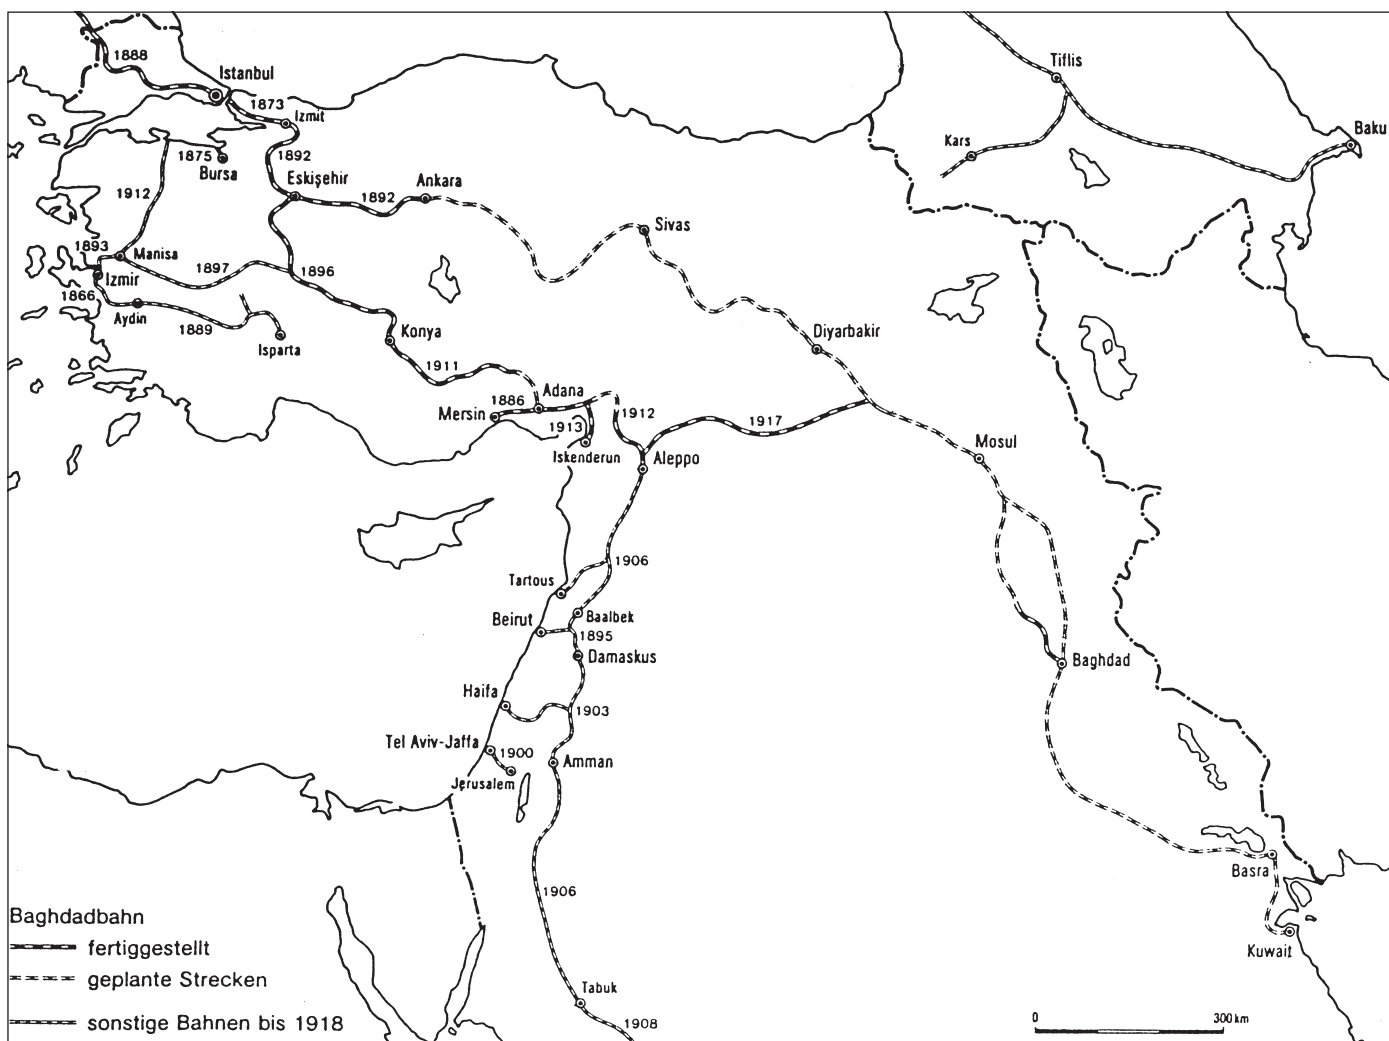 1888
Istanbul
1873
Izmit
Tiflis
Baku
Kars
1875
Bursa
1892
Eskişehir
1892
Ankara
1912
Sivas
1893
Manisa
1897
1896
Izmir
1866
Aydin
1889
Isparta
Konya
Diyarbakir
1911
Adana
1886
Mersin
1912
1913
1917
Iskenderun
Aleppo
Mosul
1906
Tartous
Baalbek
Beirut
1895
Damaskus
Baghdad
Haifa
1903
Tel Aviv-Jaffa
1900
Amman
Jerusalem
Basra
1906
Kuwait
Tabuk
1908
Baghdadbahn
fertiggestellt
geplante Strecken
sonstige Bahnen bis 1918
0 300 km